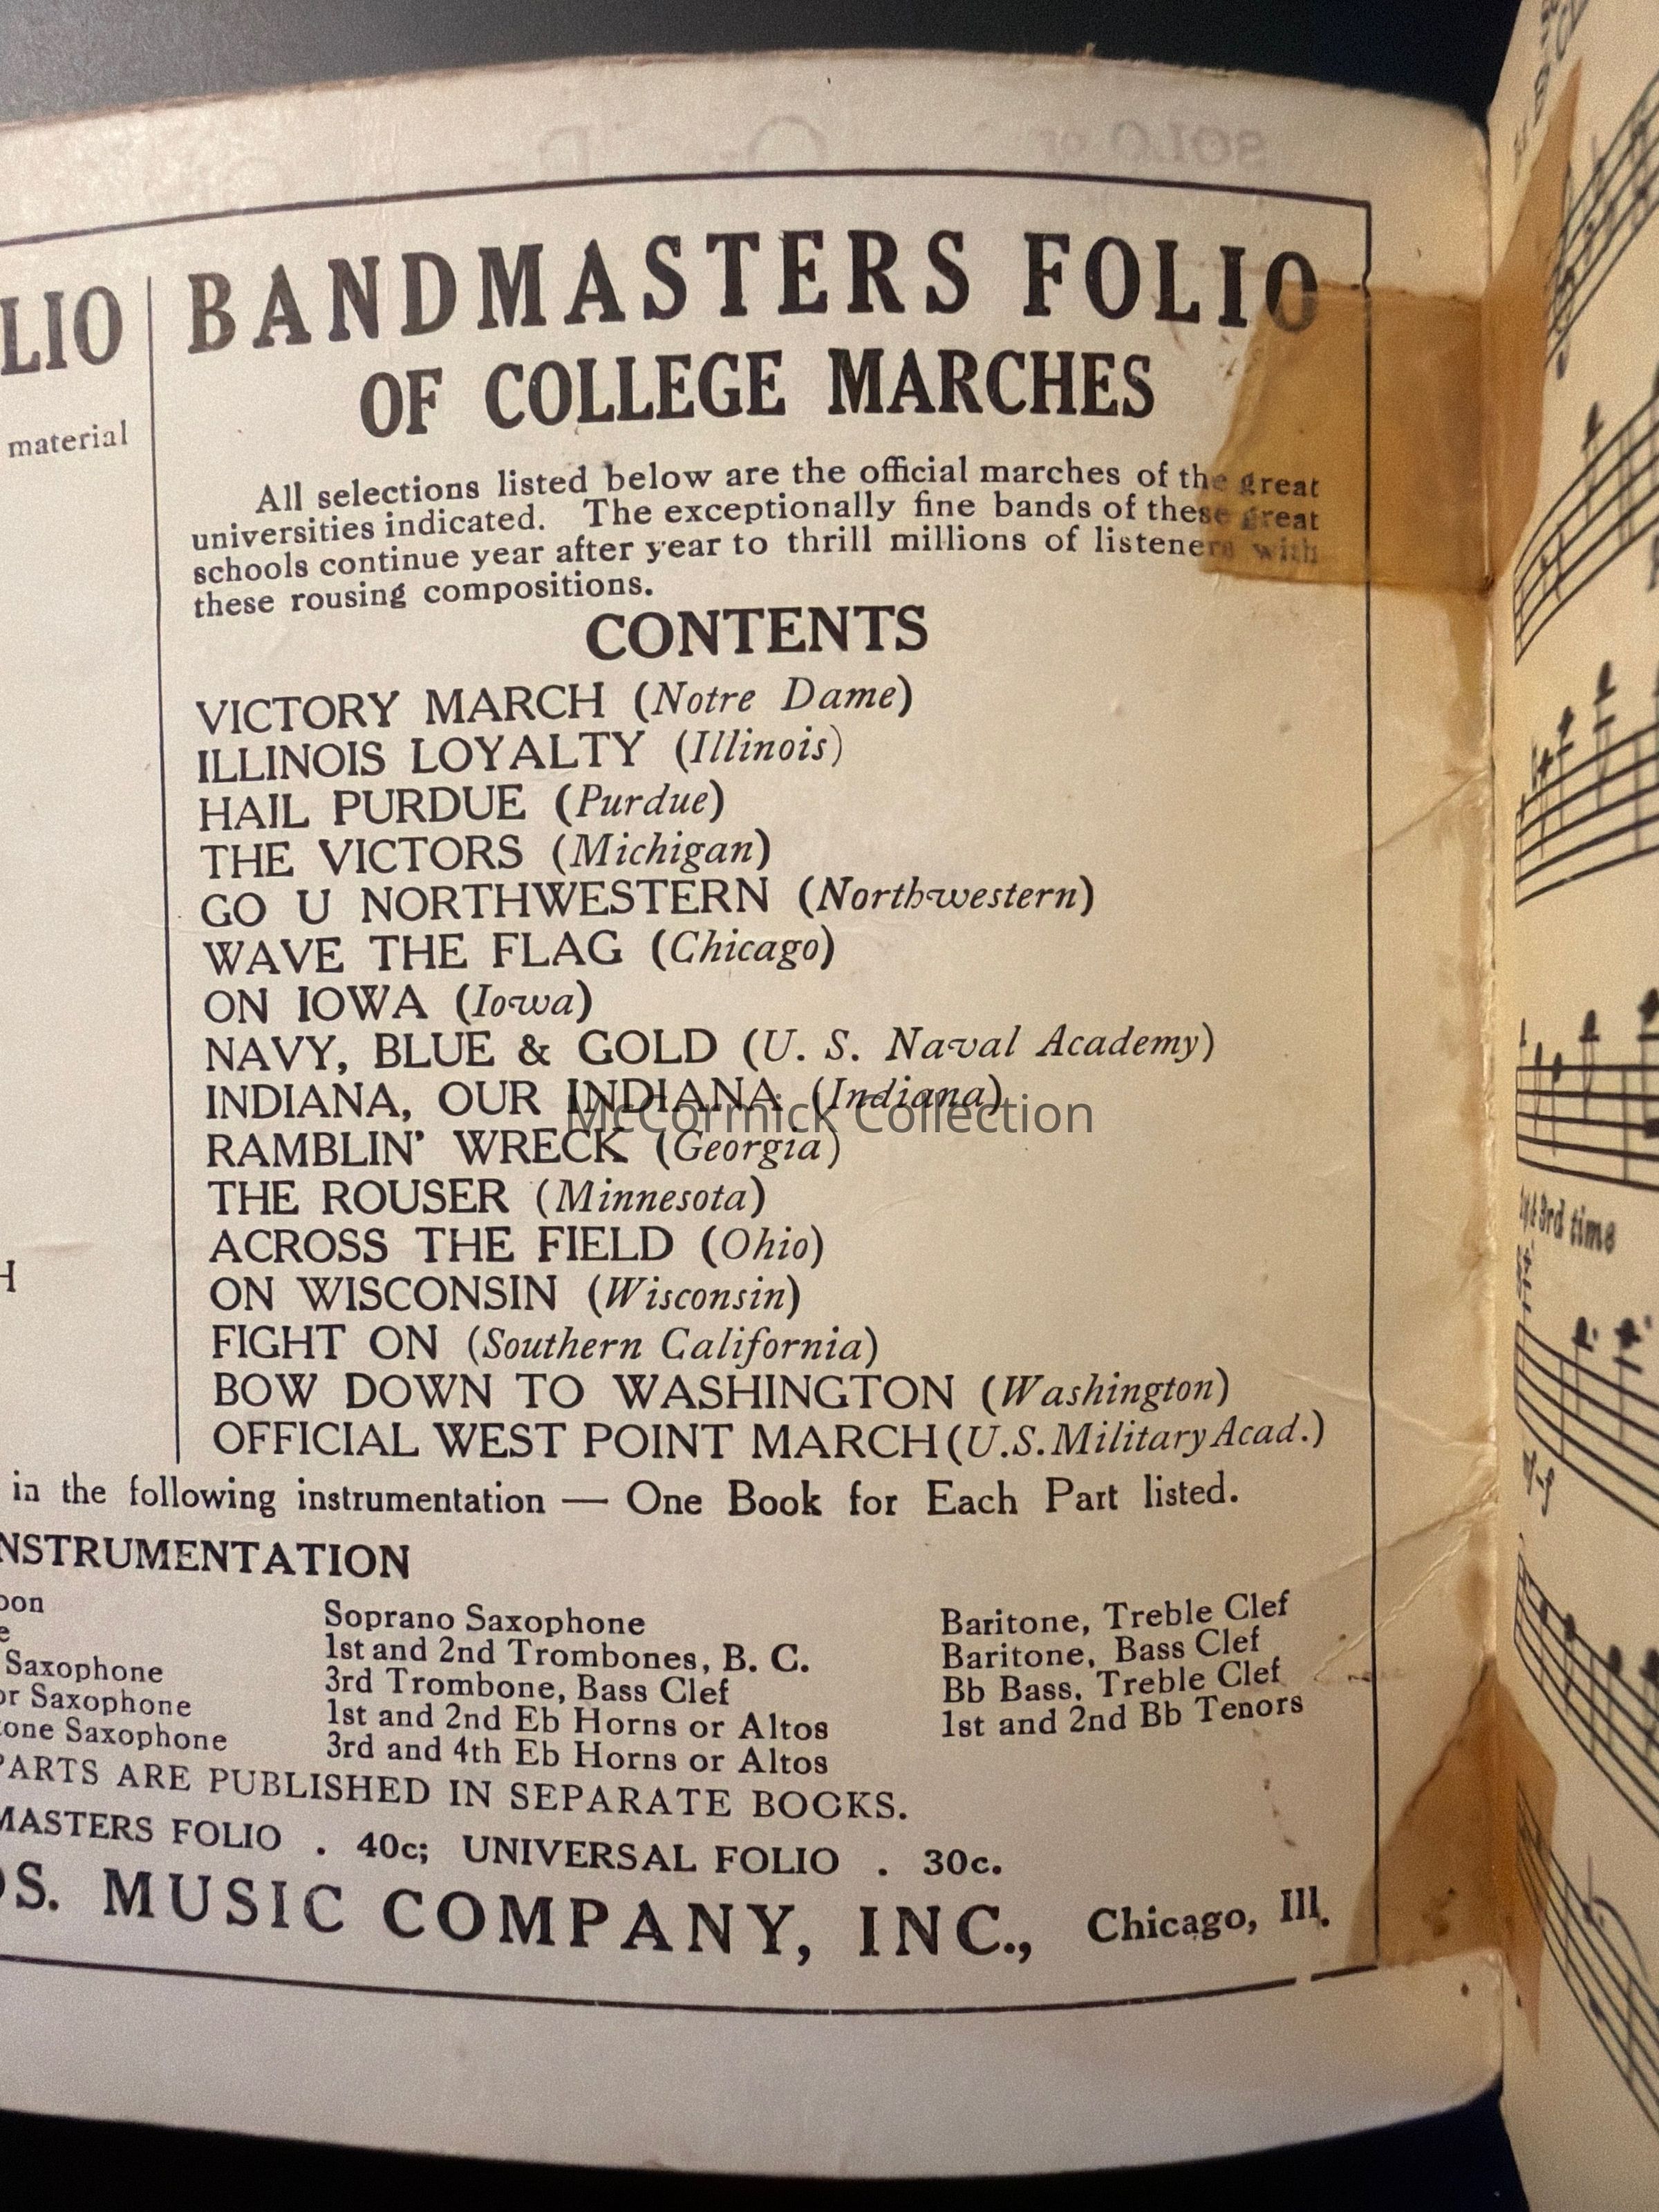 SOLO or
LIO
material
BANDMASTERS FOLIO
OF COLLEGE MARCHES
All selections listed below are the official marches of the great
universities indicated. The exceptionally fine bands of these great
schools continue year after year to thrill millions of listeners with
these rousing compositions.
CONTENTS
VICTORY MARCH (Notre Dame)
ILLINOIS LOYALTY (Illinois)
HAIL PURDUE (Purdue)
THE VICTORS (Michigan)
GO U NORTHWESTERN (Northwestern)
WAVE THE FLAG (Chicago)
ON IOWA (Iowa)
NAVY, BLUE & GOLD (U. S. Naval Academy)
INDIANA, OUR INDIANA (Indiana)
McCormick Collection
RAMBLIN' WRECK (Georgia)
THE ROUSER (Minnesota)
ACROSS THE FIELD (Ohio)
H
ON WISCONSIN (Wisconsin)
FIGHT ON (Southern California)
BOW DOWN TO WASHINGTON (Washington)
OFFICIAL WEST POINT MARCH (U.S. Military Acad.)
in the following instrumentation — One Book for Each Part listed.
NSTRUMENTATION
oon
e
Saxophone
or Saxophone
tone Saxophone
Soprano Saxophone
1st and 2nd Trombones, B. C.
3rd Trombone, Bass Clef
1st and 2nd Eb Horns or Altos
3rd and 4th Eb Horns or Altos
Baritone, Treble Clef
Baritone, Bass Clef
Bb Bass, Treble Clef
1st and 2nd Bb Tenors
PARTS ARE PUBLISHED IN SEPARATE BOOKS.
MASTERS FOLIO . 40c; UNIVERSAL FOLIO . 30c.
OS. MUSIC COMPANY, INC., Chicago, Ill.
3rd time